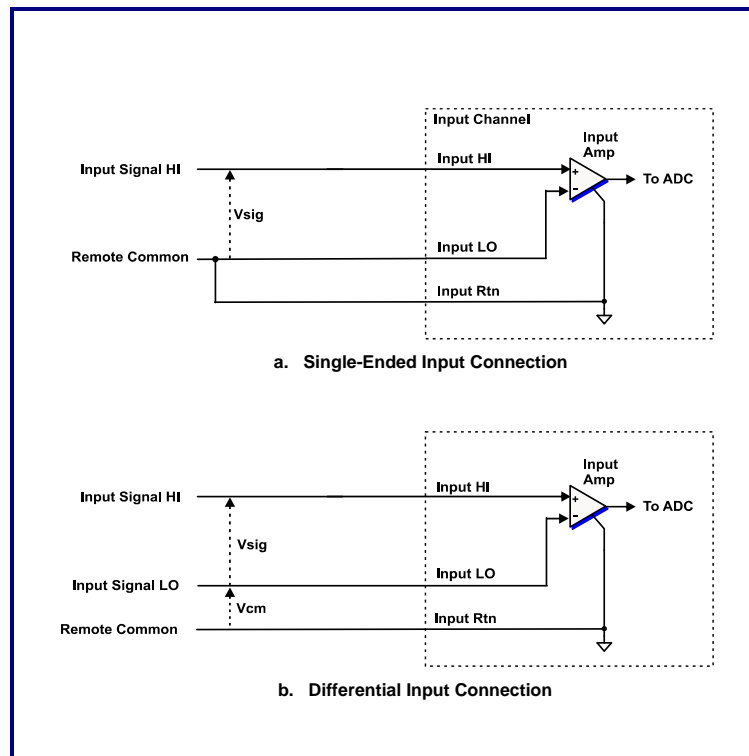 Input Channel
Input
Amp
Input Signal HI
Input HI
+
To ADC
–
Vsig
Remote Common
Input LO
Input Rtn
a. Single-Ended Input Connection
Input
Amp
Input Signal HI
Input HI
+
To ADC
–
Vsig
Input Signal LO
Input LO
Vcm
Remote Common
Input Rtn
b. Differential Input Connection